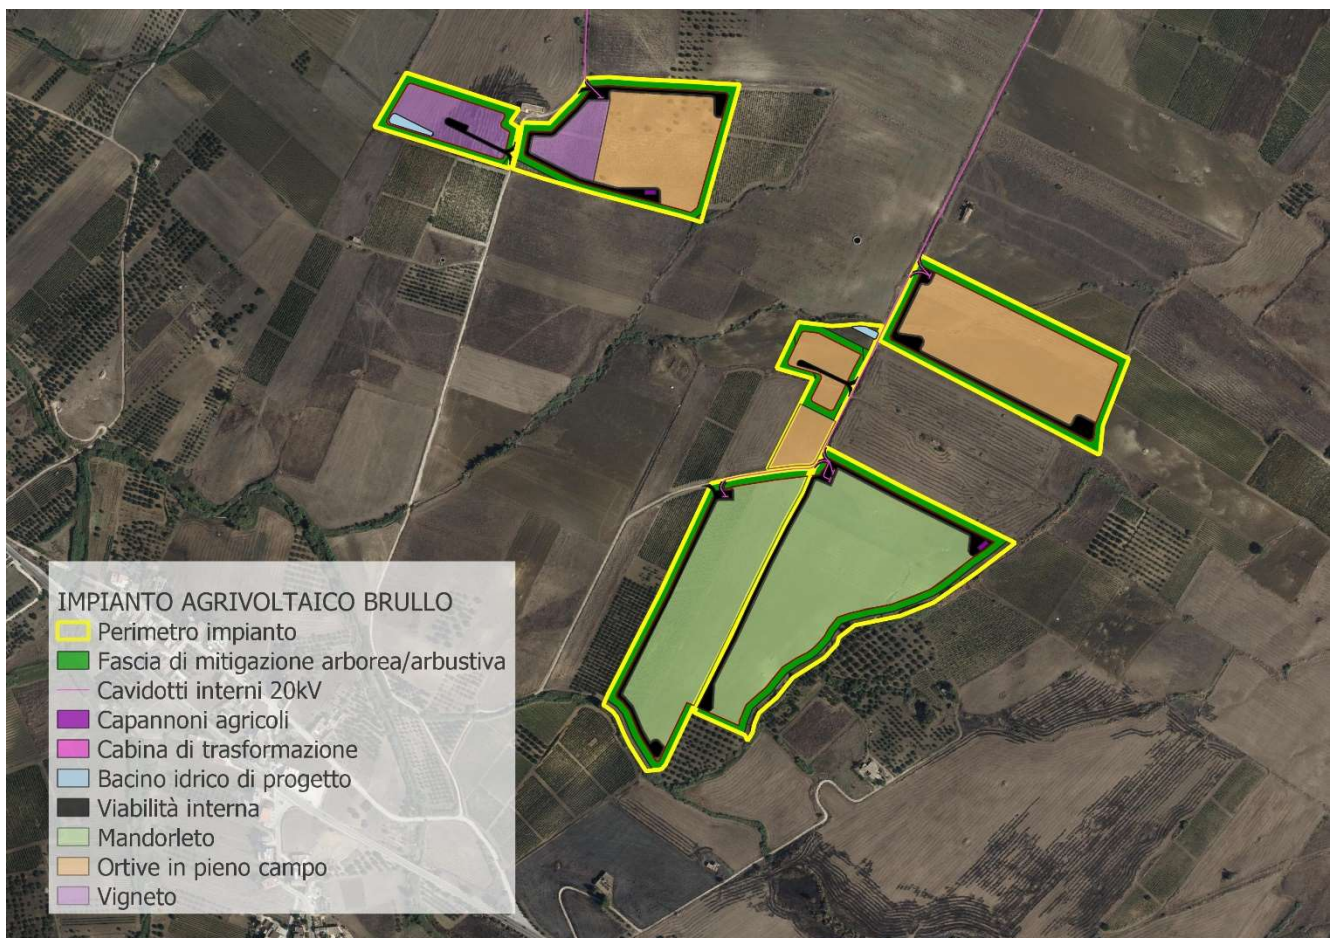 IMPIANTO AGRIVOLTAICO BRULLO
Perimetro impianto
Fascia di mitigazione arborea/arbustiva
Cavidotti interni 20kV
Capannoni agricoli
Cabina di trasformazione
Bacino idrico di progetto
Viabilità interna
Mandorleto
Ortive in pieno campo
Vigneto